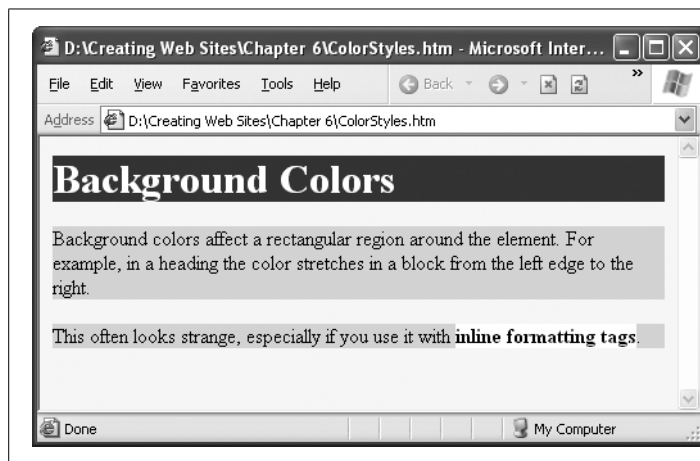 D:\Creating Web Sites\Chapter 6\ColorStyles.htm - Microsoft Inter...
File Edit View Favorites Tools Help Back »
Address D:\Creating Web Sites\Chapter 6\ColorStyles.htm
Background Colors
Background colors affect a rectangular region around the element. For
example, in a heading the color stretches in a block from the left edge to the
right.
This often looks strange, especially if you use it with inline formatting tags.
Done My Computer